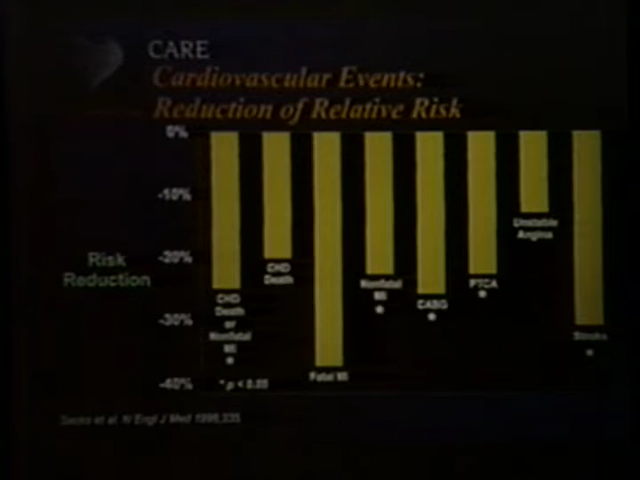 CARE
Cardiovascular Events:
Reduction of Relative Risk
0%
-10%
-20%
-30%
-40%
Risk
Reduction
CHD
Death
or
Nonfatal
MI
*
CHD
Death
Fatal MI
Nonfatal
MI
*
CABG
*
PTCA
*
Unstable
Angina
Stroke
*
* p < 0.05
et al. N Engl J Med 1996;335